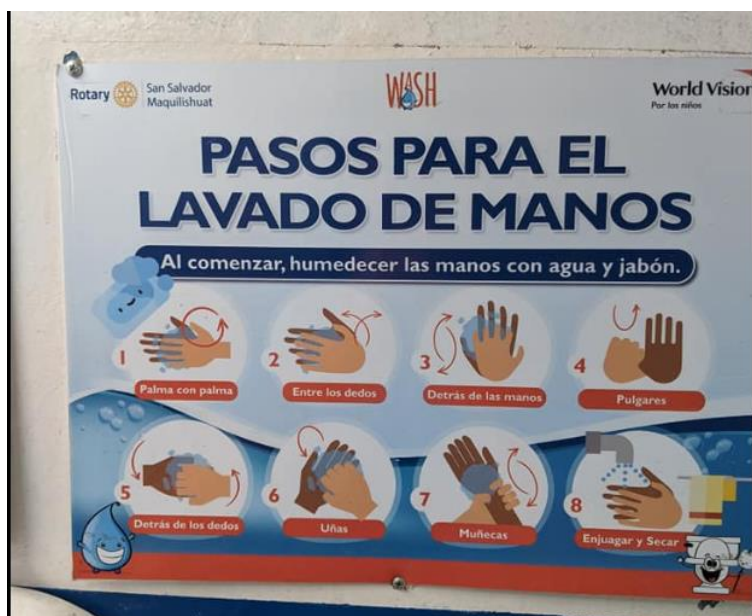 Rotary
San Salvador
Maquilishuat
WASH
World Vision
Por los niños
PASOS PARA EL
LAVADO DE MANOS
Al comenzar, humedecer las manos con agua y jabón.
1
Palma con palma
2
Entre los dedos
3
Detrás de las manos
4
Pulgares
5
Detrás de los dedos
6
Uñas
7
Muñecas
8
Enjuagar y Secar